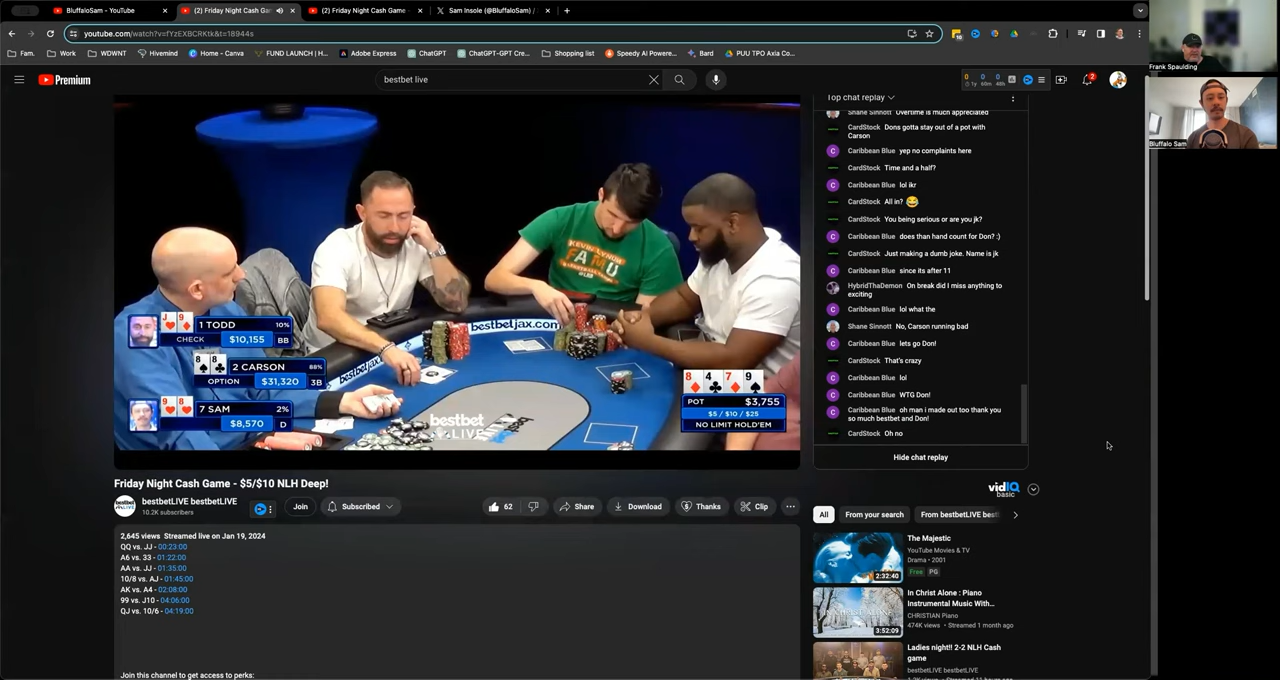 BluffaloSam - YouTube
(2) Friday Night Cash Gam
(2) Friday Night Cash Game
Sam Insole (@BluffaloSam) /
youtube.com/watch?v=fYzEXBCRKtk&t=18944s
Fam.
Work
WDWNT
Hivemind
Home - Canva
FUND LAUNCH | H...
Adobe Express
ChatGPT
ChatGPT-GPT Cre...
Shopping list
Speedy AI Powere...
Bard
PUU TPO Axia Co...
Frank Spaulding
Bluffalo Sam
Premium
bestbet live
Top chat replay
Shane Sinnott Overtime is much appreciated
CardStock Dons gotta stay out of a pot with
Carson
Caribbean Blue yep no complaints here
CardStock Time and a half?
Caribbean Blue lol ikr
CardStock All in? 😂
CardStock You being serious or are you jk?
Caribbean Blue does than hand count for Don? :)
CardStock Just making a dumb joke. Name is jk
Caribbean Blue since its after 11
HybridThaDemon On break did I miss anything to
exciting
Caribbean Blue lol what the
Shane Sinnott No, Carson running bad
Caribbean Blue lets go Don!
CardStock That's crazy
Caribbean Blue lol
Caribbean Blue WTG Don!
Caribbean Blue oh man i made out too thank you
so much bestbet and Don!
CardStock Oh no
Hide chat replay
KEVIN LYNDA
FAMU
bestbetjax.com
bestbet
LIVE
J 9
1 TODD 10%
CHECK $10,155 BB
8 8
2 CARSON 88%
OPTION $31,320 3B
9 8
7 SAM 2%
$8,570 D
8 4 7 9
POT $3,755
$5 / $10 / $25
NO LIMIT HOLD'EM
Friday Night Cash Game - $5/$10 NLH Deep!
bestbetLIVE bestbetLIVE
10.2K subscribers
Join
Subscribed
62
Share
Download
Thanks
Clip
2,645 views Streamed live on Jan 19, 2024
QQ vs. JJ - 00:23:00
A6 vs. 33 - 01:22:00
AA vs. JJ - 01:35:00
10/8 vs. AJ - 01:45:00
AK vs. A4 - 02:08:00
99 vs. J10 - 04:06:00
QJ vs. 10/6 - 04:19:00
Join this channel to get access to perks:
vidIQ
basic
All
From your search
From bestbetLIVE best
The Majestic
YouTube Movies & TV
Drama • 2001
Free PG
2:32:40
In Christ Alone : Piano
Instrumental Music With...
CHRISTIAN Piano
474K views • Streamed 1 month ago
3:52:09
Ladies night!! 2-2 NLH Cash
game
bestbetLIVE bestbetLIVE